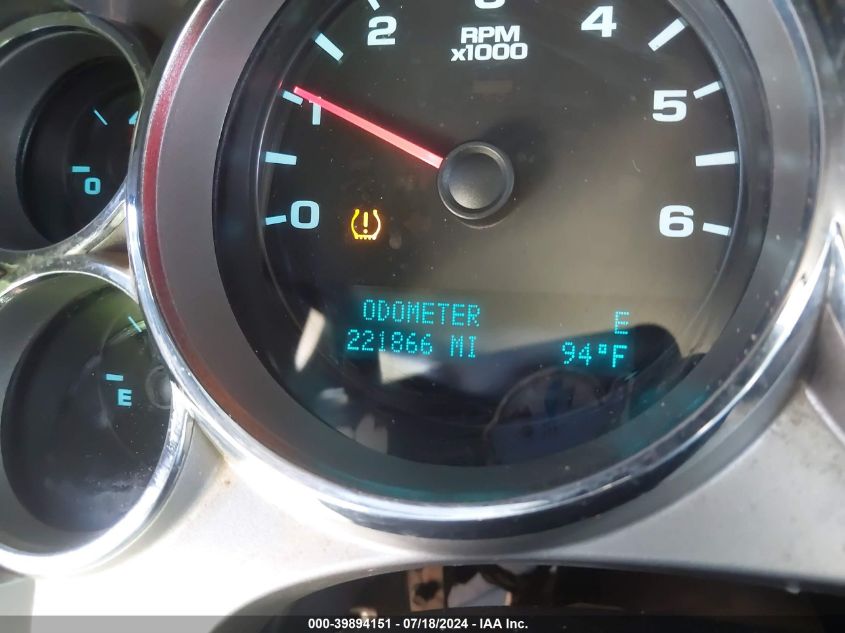 2
3
4
RPM
x1000
1
5
0
6
0
E
ODOMETER
E
221866 MI
94°F
000-39894151 - 07/18/2024 - IAA Inc.